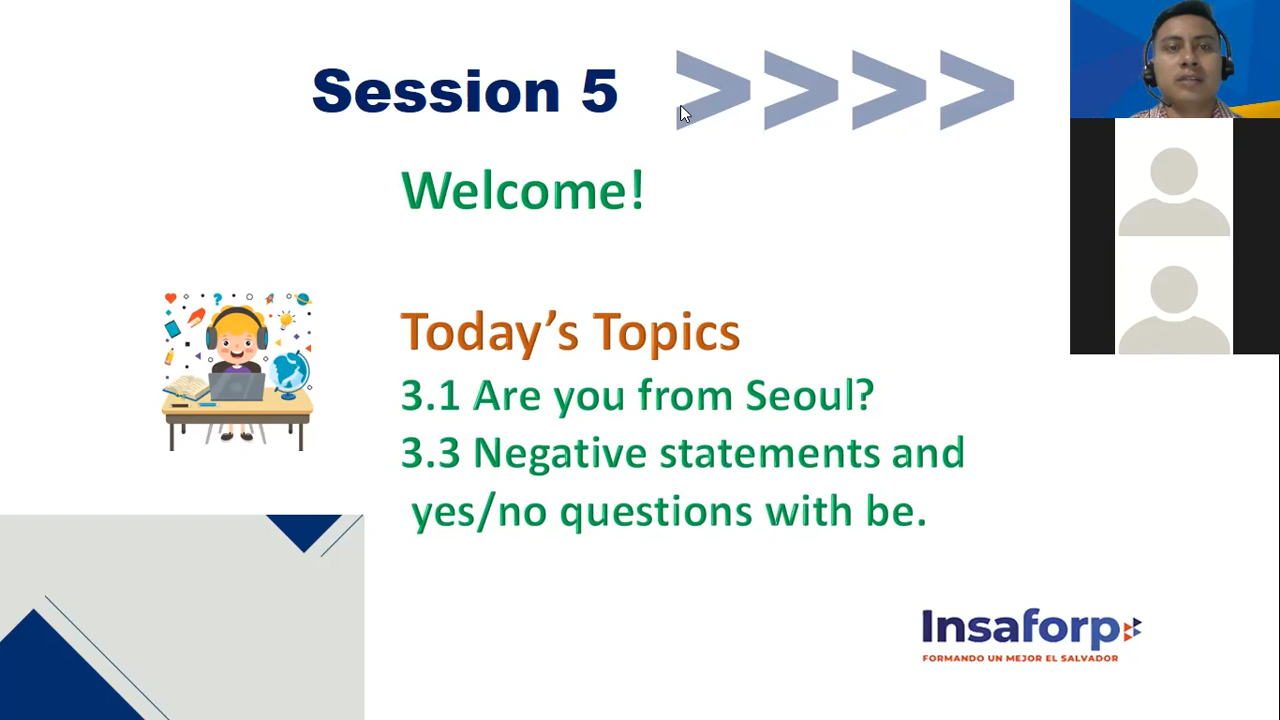 Session 5 >>>>
Welcome!
Today's Topics
3.1 Are you from Seoul?
3.3 Negative statements and
yes/no questions with be.
Insaforp
FORMANDO UN MEJOR EL SALVADOR